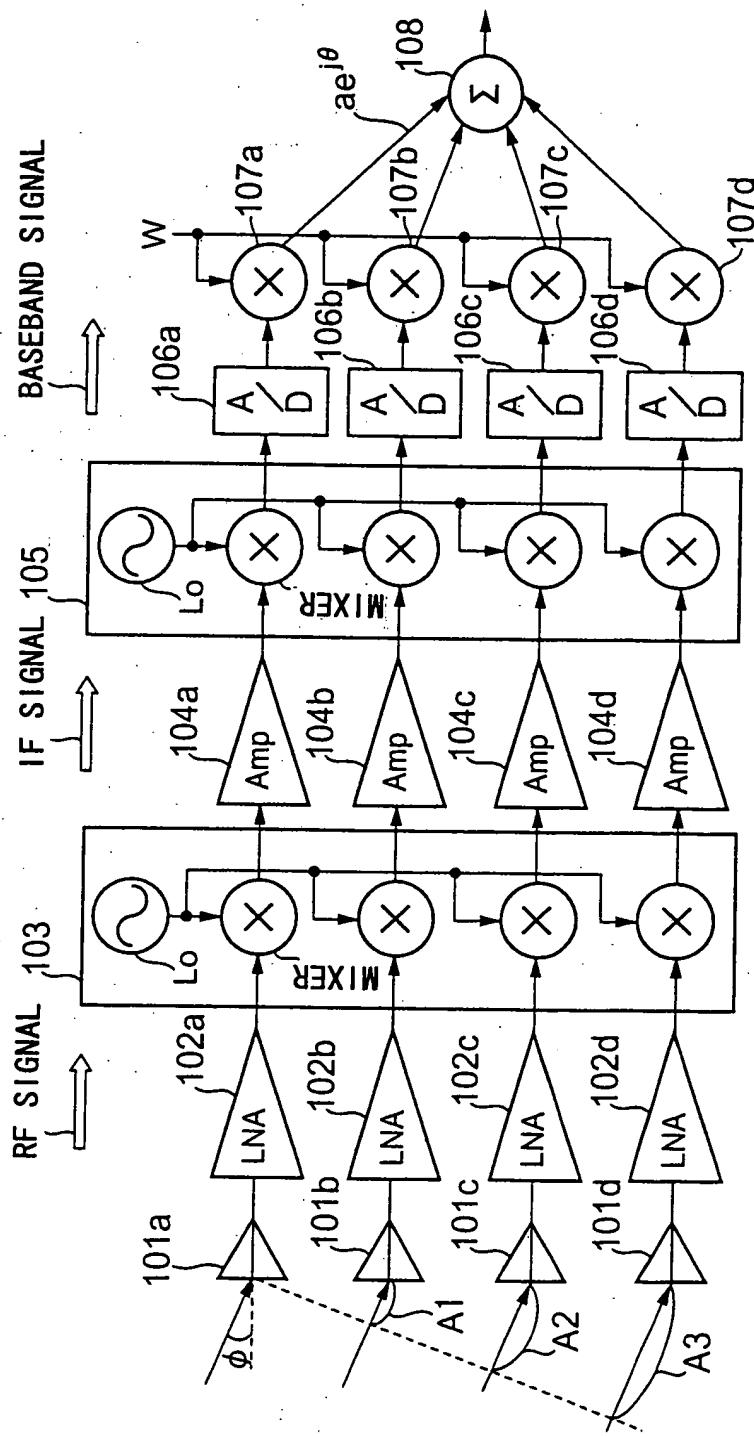 RF SIGNAL
IF SIGNAL
BASEBAND SIGNAL
103
105
W
Lo
Lo
101a
102a
104a
106a
107a
ae^jθ
ϕ
LNA
MIXER
Amp
MIXER
A/D
101b
102b
104b
106b
107b
108
A1
LNA
Amp
A/D
Σ
101c
102c
104c
106c
107c
A2
LNA
Amp
A/D
101d
102d
104d
106d
107d
A3
LNA
Amp
A/D